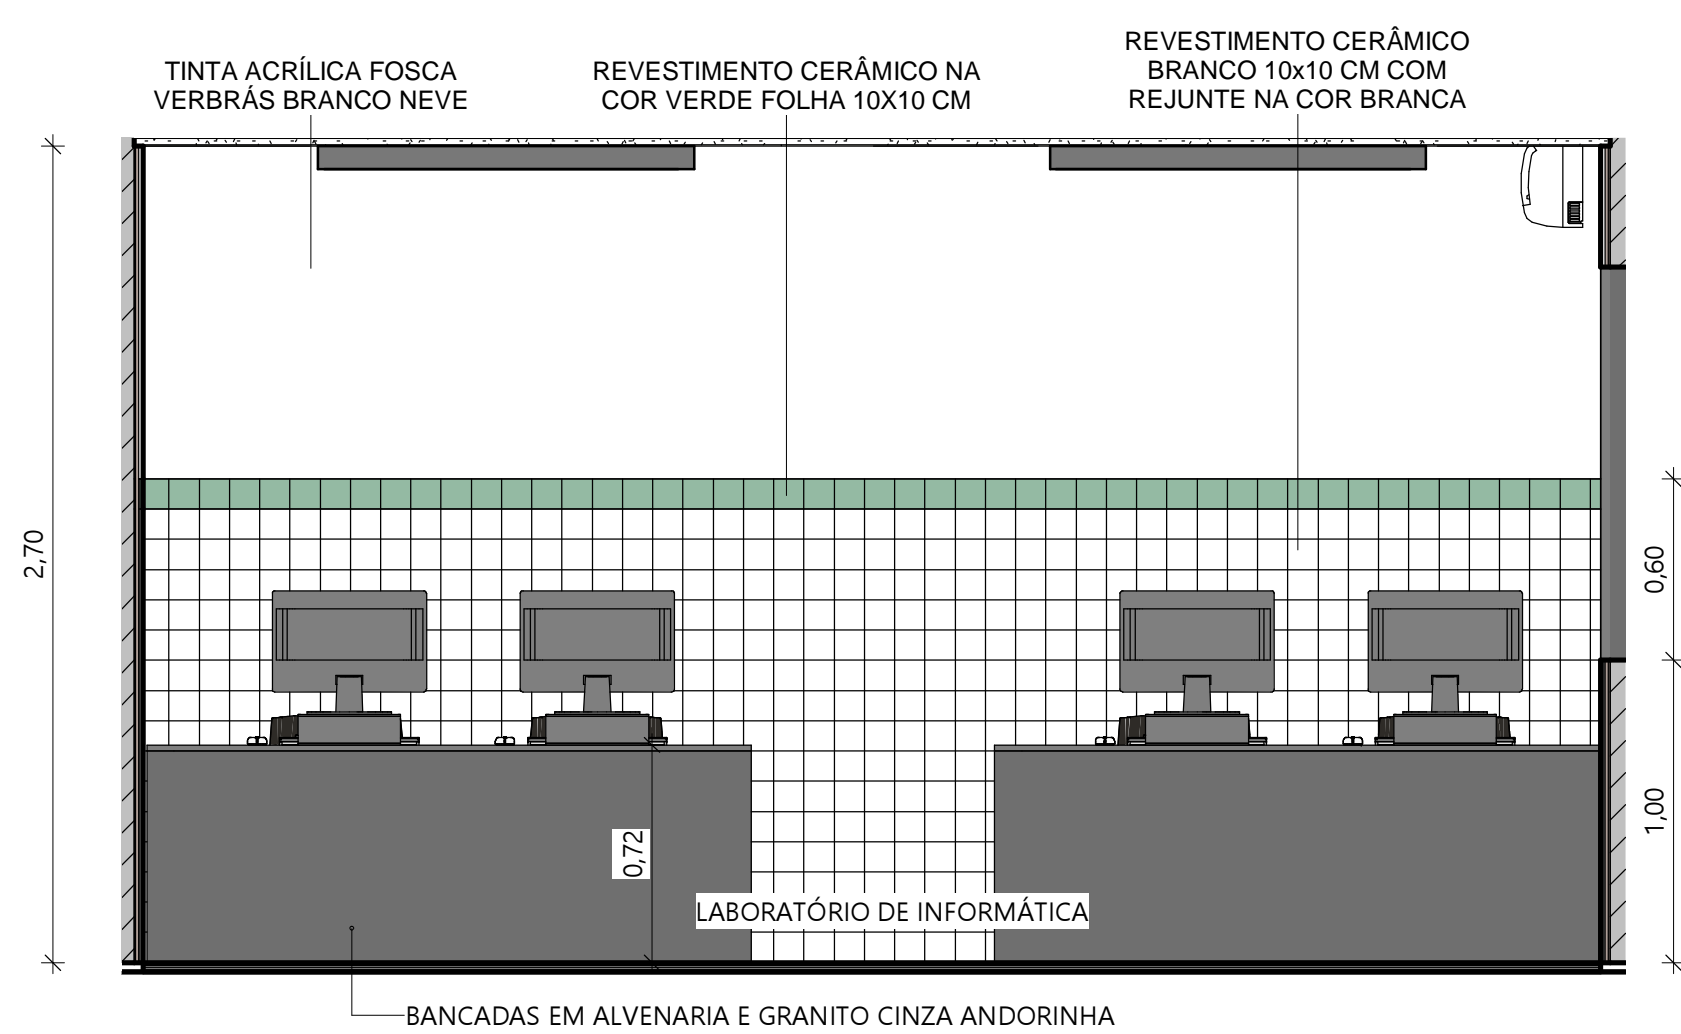 TINTA ACRÍLICA FOSCA
VERBRÁS BRANCO NEVE
REVESTIMENTO CERÂMICO NA
COR VERDE FOLHA 10X10 CM
REVESTIMENTO CERÂMICO
BRANCO 10x10 CM COM
REJUNTE NA COR BRANCA
2,70
0,60
1,00
0,72
LABORATÓRIO DE INFORMÁTICA
BANCADAS EM ALVENARIA E GRANITO CINZA ANDORINHA